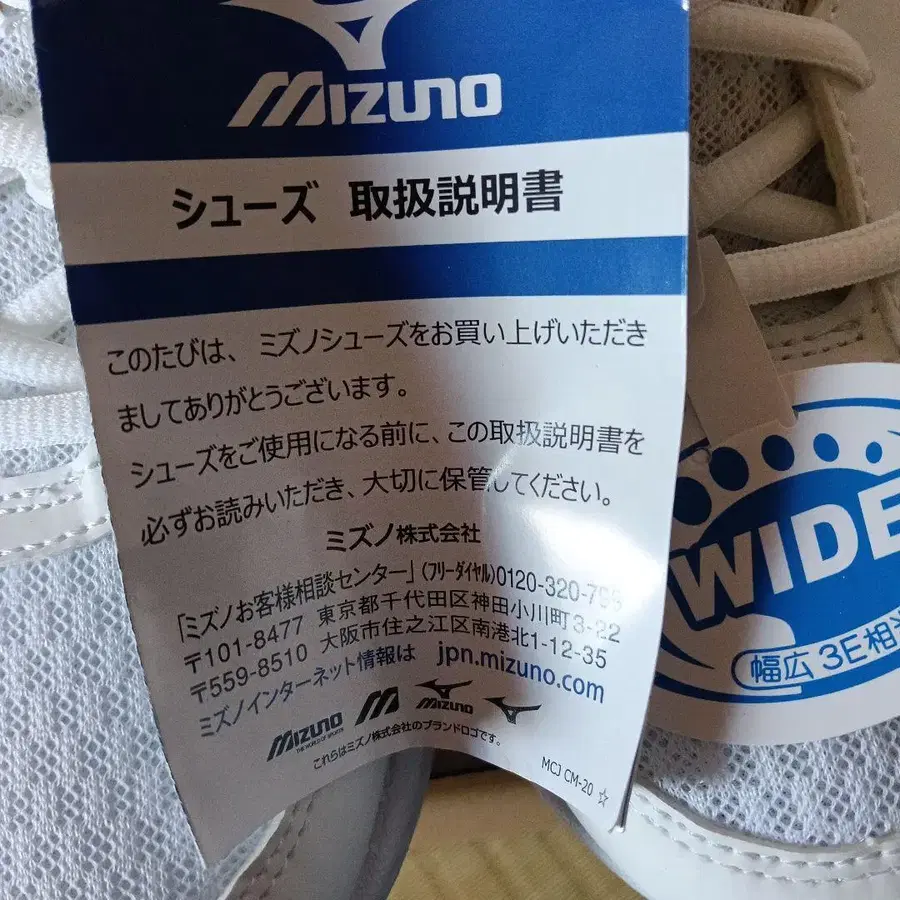 MIZUNO
シューズ 取扱説明書
このたびは、ミズノシューズをお買い上げいただき
ましてありがとうございます。
シューズをご使用になる前に、この取扱説明書を
必ずお読みいただき、大切に保管してください。
ミズノ株式会社
「ミズノお客様相談センター」(フリーダイヤル)0120-320-799
〒101-8477 東京都千代田区神田小川町3-22
〒559-8510 大阪市住之江区南港北1-12-35
ミズノインターネット情報は jpn.mizuno.com
MIZUNO
THE WORLD OF SPORTS
MIZUNO
これらはミズノ株式会社のブランドロゴです。
MCJ CM-20 ☆
WIDE
幅広 3E相